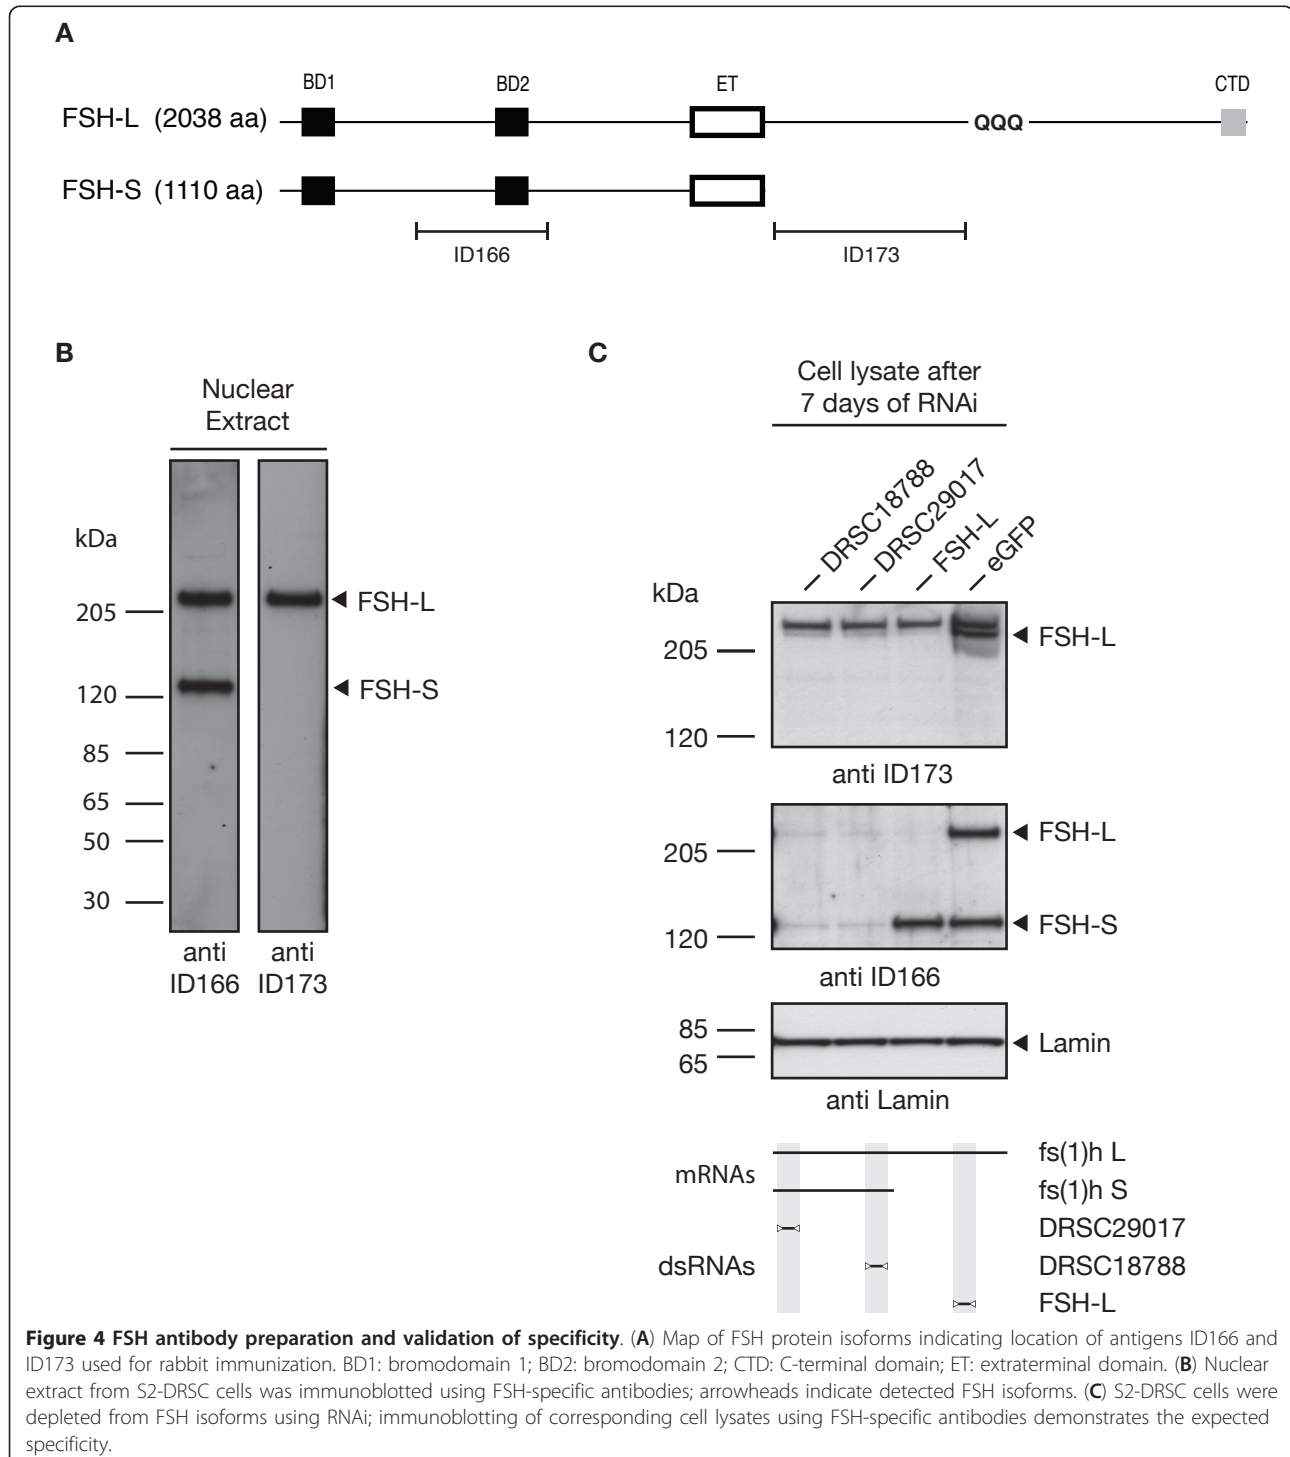 A
BD1 BD2 ET CTD
FSH-L (2038 aa) QQQ
FSH-S (1110 aa)
ID166 ID173
B
Nuclear
Extract
kDa
205
120
85
65
50
30
FSH-L
FSH-S
anti anti
ID166 ID173
C
Cell lysate after
7 days of RNAi
DRSC18788
DRSC29017
FSH-L
eGFP
kDa
205
120
FSH-L
anti ID173
205
120
FSH-L
FSH-S
anti ID166
85
65
Lamin
anti Lamin
mRNAs
fs(1)h L
fs(1)h S
dsRNAs
DRSC29017
DRSC18788
FSH-L
Figure 4 FSH antibody preparation and validation of specificity. (A) Map of FSH protein isoforms indicating location of antigens ID166 and
ID173 used for rabbit immunization. BD1: bromodomain 1; BD2: bromodomain 2; CTD: C-terminal domain; ET: extraterminal domain. (B) Nuclear
extract from S2-DRSC cells was immunoblotted using FSH-specific antibodies; arrowheads indicate detected FSH isoforms. (C) S2-DRSC cells were
depleted from FSH isoforms using RNAi; immunoblotting of corresponding cell lysates using FSH-specific antibodies demonstrates the expected
specificity.